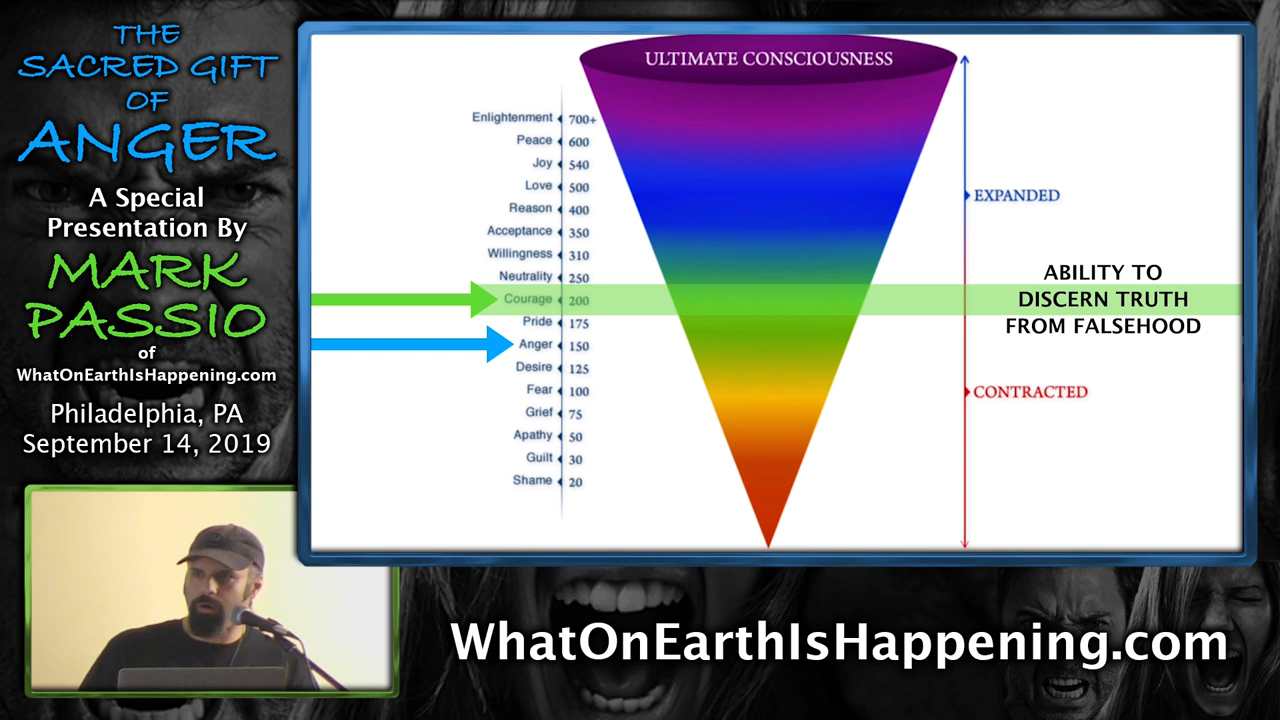 THE
SACRED GIFT
OF
ANGER
A Special
Presentation By
MARK
PASSIO
of
WhatOnEarthIsHappening.com
Philadelphia, PA
September 14, 2019
ULTIMATE CONSCIOUSNESS
Enlightenment 700+
Peace 600
Joy 540
Love 500
Reason 400
Acceptance 350
Willingness 310
Neutrality 250
Courage 200
Pride 175
Anger 150
Desire 125
Fear 100
Grief 75
Apathy 50
Guilt 30
Shame 20
EXPANDED
ABILITY TO
DISCERN TRUTH
FROM FALSEHOOD
CONTRACTED
WhatOnEarthIsHappening.com